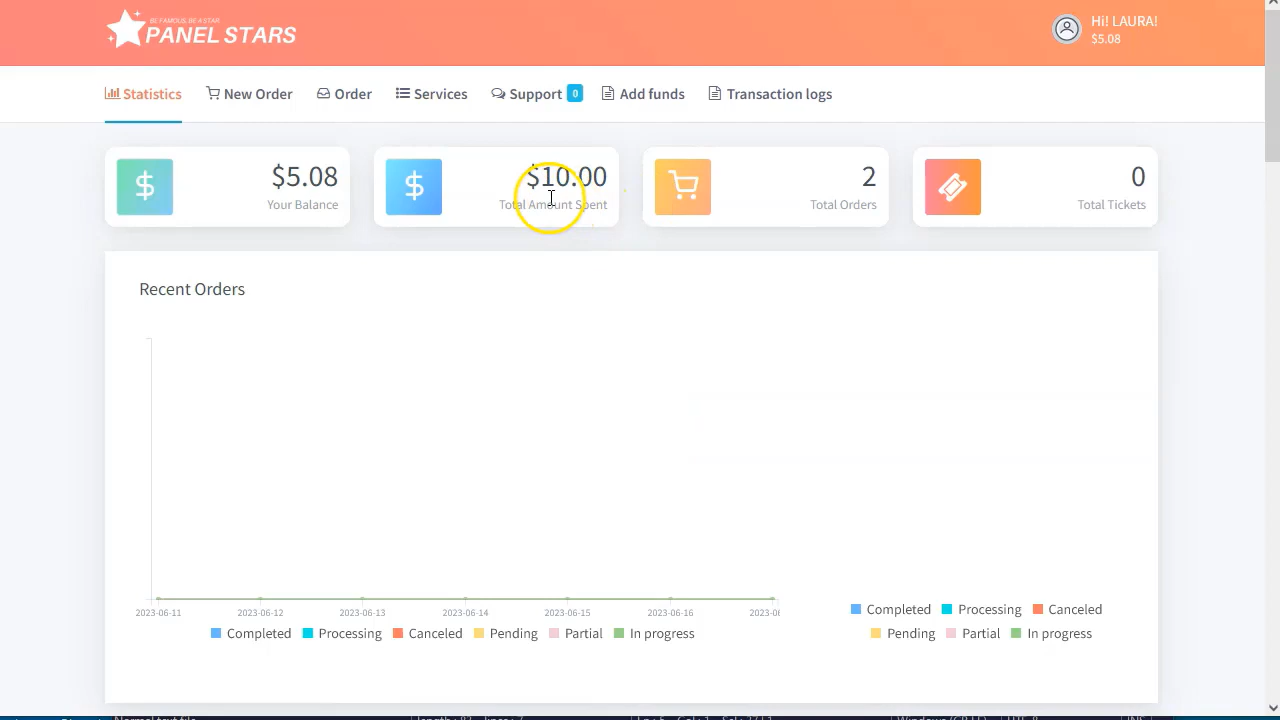 BE FAMOUS, BE 4 STAR
PANEL STARS
Hi! LAURA!
$5.08
Statistics
New Order
Order
Services
Support 0
Add funds
Transaction logs
$5.08
Your Balance
$10.00
Total Amount Spent
2
Total Orders
0
Total Tickets
Recent Orders
2023-06-11 2023-06-12 2023-06-13 2023-06-14 2023-06-15 2023-06-16
Completed Processing Canceled Pending Partial In progress
Completed Processing Canceled
Pending Partial In progress